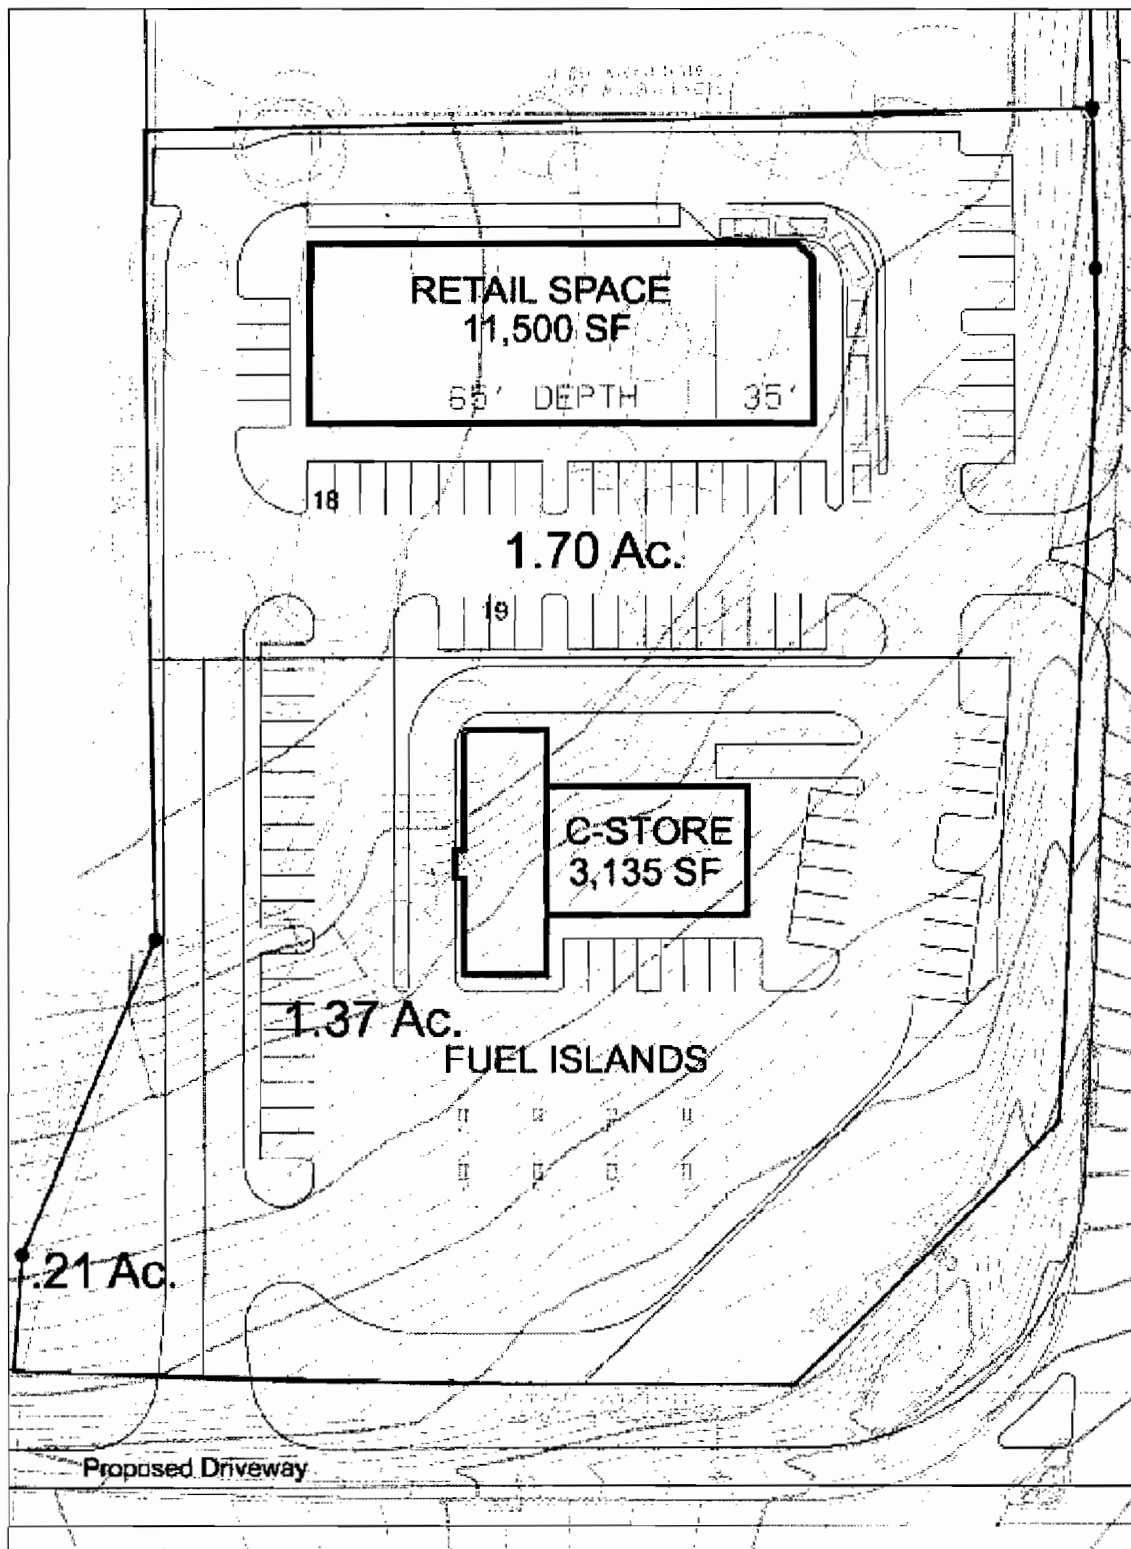 RETAIL SPACE
11,500 SF
65' DEPTH 35'
18
1.70 Ac.
19
C-STORE
3,135 SF
1.37 Ac.
FUEL ISLANDS
.21 Ac.
Proposed Driveway